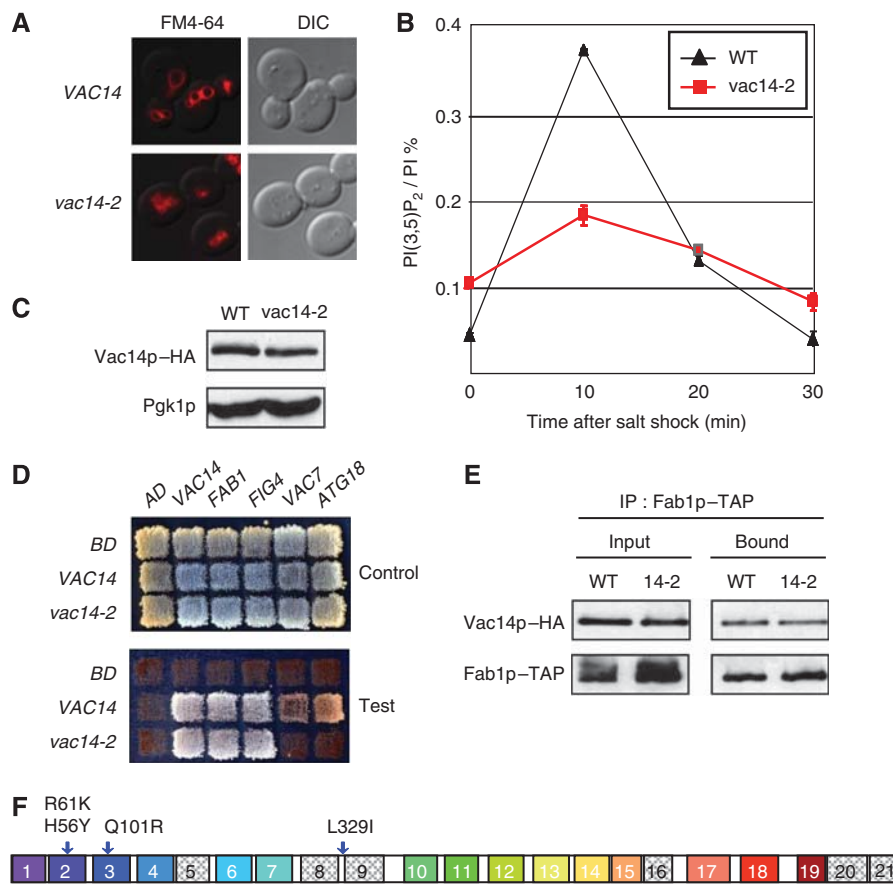 A
FM4-64 DIC
VAC14
vac14-2
B
0.4
0.3
0.2
0.1
PI(3,5)P2 / PI %
WT
vac14-2
0 10 20 30
Time after salt shock (min)
C
WT vac14-2
Vac14p–HA
Pgk1p
D
AD VAC14 FAB1 FIG4 VAC7 ATG18
BD
VAC14
vac14-2
Control
BD
VAC14
vac14-2
Test
E
IP : Fab1p–TAP
Input Bound
WT 14-2 WT 14-2
Vac14p–HA
Fab1p–TAP
F
R61K
H56Y Q101R L329I
1 2 3 4 5 6 7 8 9 10 11 12 13 14 15 16 17 18 19 20 21